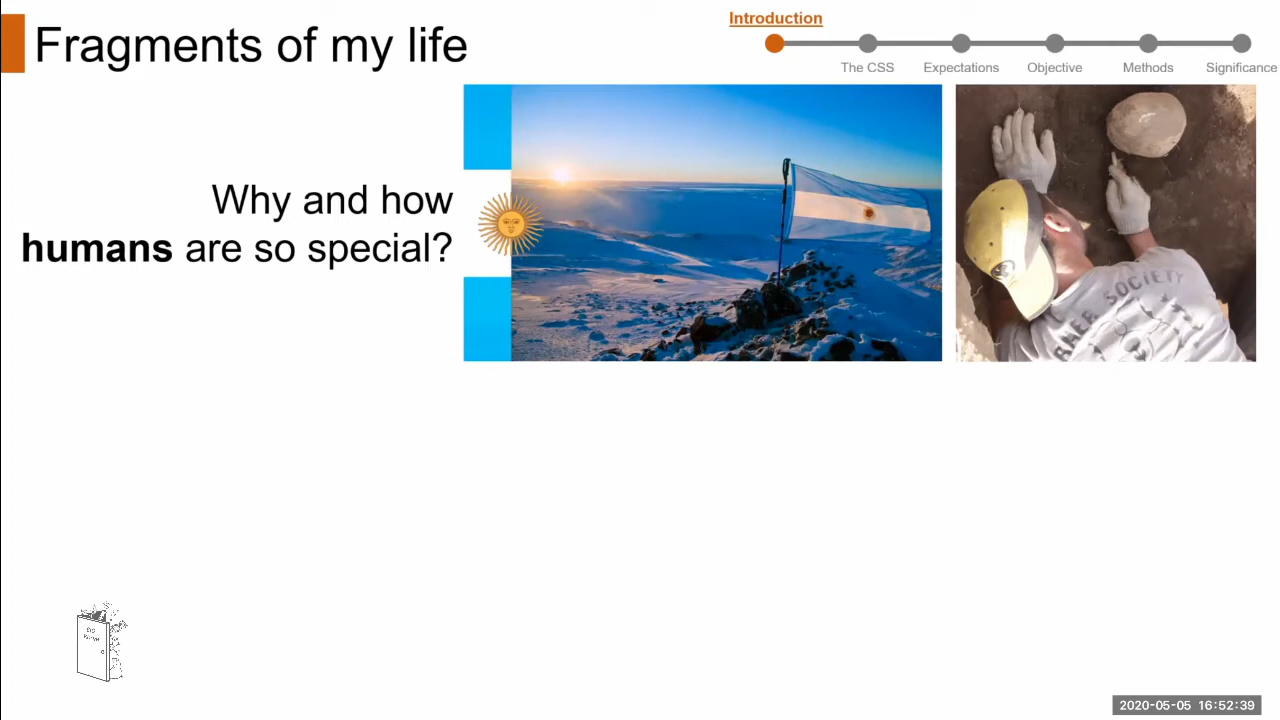 Fragments of my life
Introduction
The CSS
Expectations
Objective
Methods
Significance
Why and how
humans are so special?
SOCIETY
2020-05-05 16:52:39